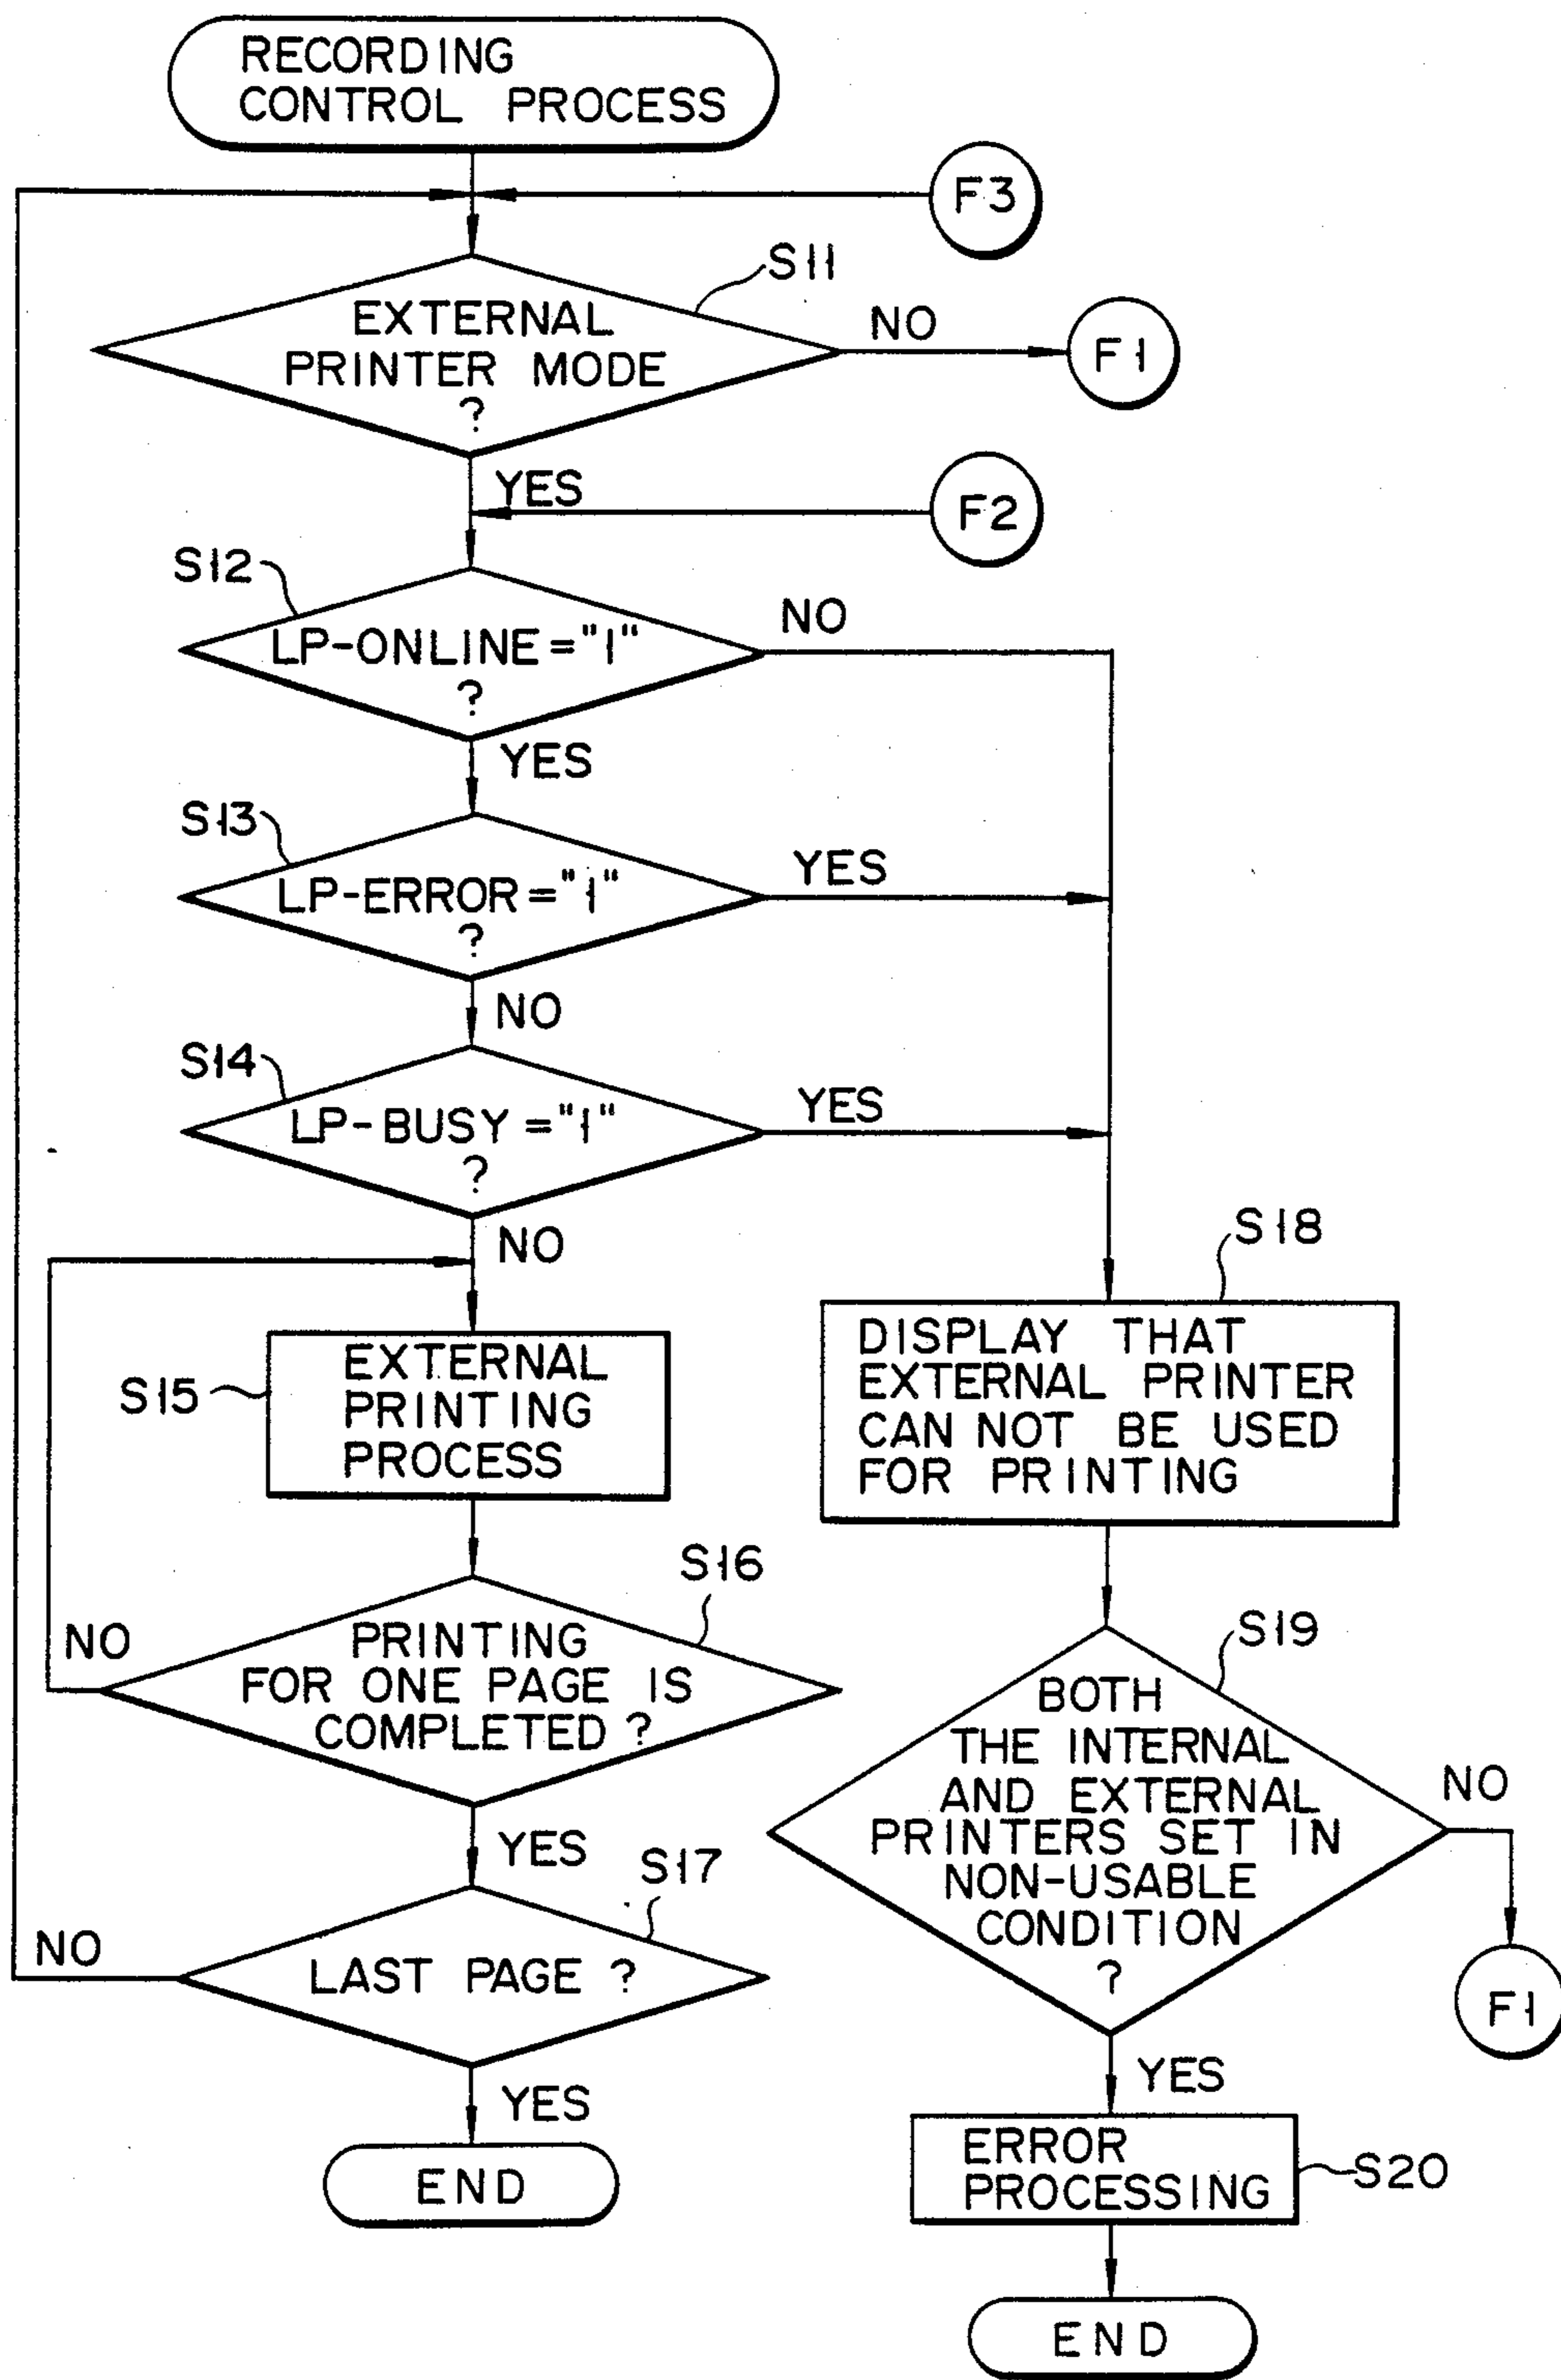 RECORDING
CONTROL PROCESS
F3
S11
EXTERNAL
PRINTER MODE
?
NO
F1
YES
F2
S12
LP-ONLINE="1"
?
NO
YES
S13
LP-ERROR="1"
?
YES
NO
S14
LP-BUSY="1"
?
YES
NO
S15
EXTERNAL
PRINTING
PROCESS
S18
DISPLAY THAT
EXTERNAL PRINTER
CAN NOT BE USED
FOR PRINTING
S16
PRINTING
FOR ONE PAGE IS
COMPLETED ?
NO
YES
S19
BOTH
THE INTERNAL
AND EXTERNAL
PRINTERS SET IN
NON-USABLE
CONDITION
?
NO
F1
S17
LAST PAGE ?
NO
YES
END
YES
ERROR
PROCESSING
S20
END